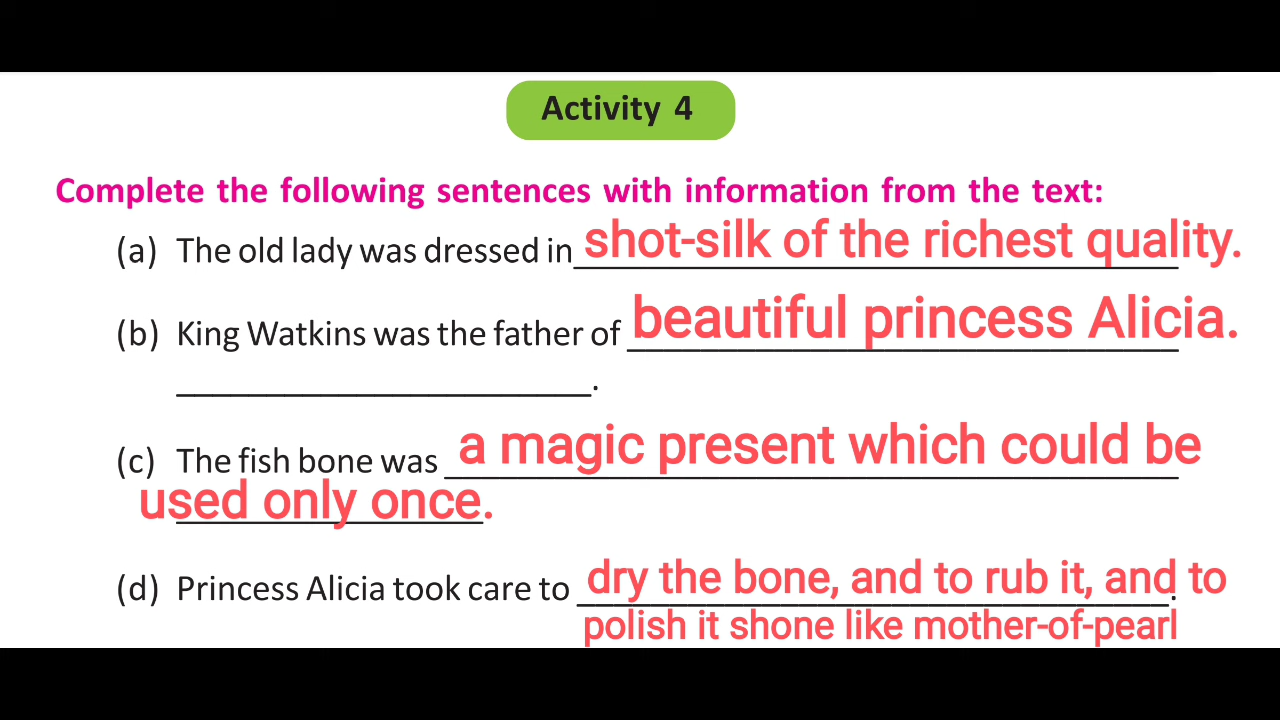 Activity 4
Complete the following sentences with information from the text:
(a) The old lady was dressed in shot-silk of the richest quality.
(b) King Watkins was the father of beautiful princess Alicia.
.
(c) The fish bone was a magic present which could be
used only once.
(d) Princess Alicia took care to dry the bone, and to rub it, and to.
polish it shone like mother-of-pearl